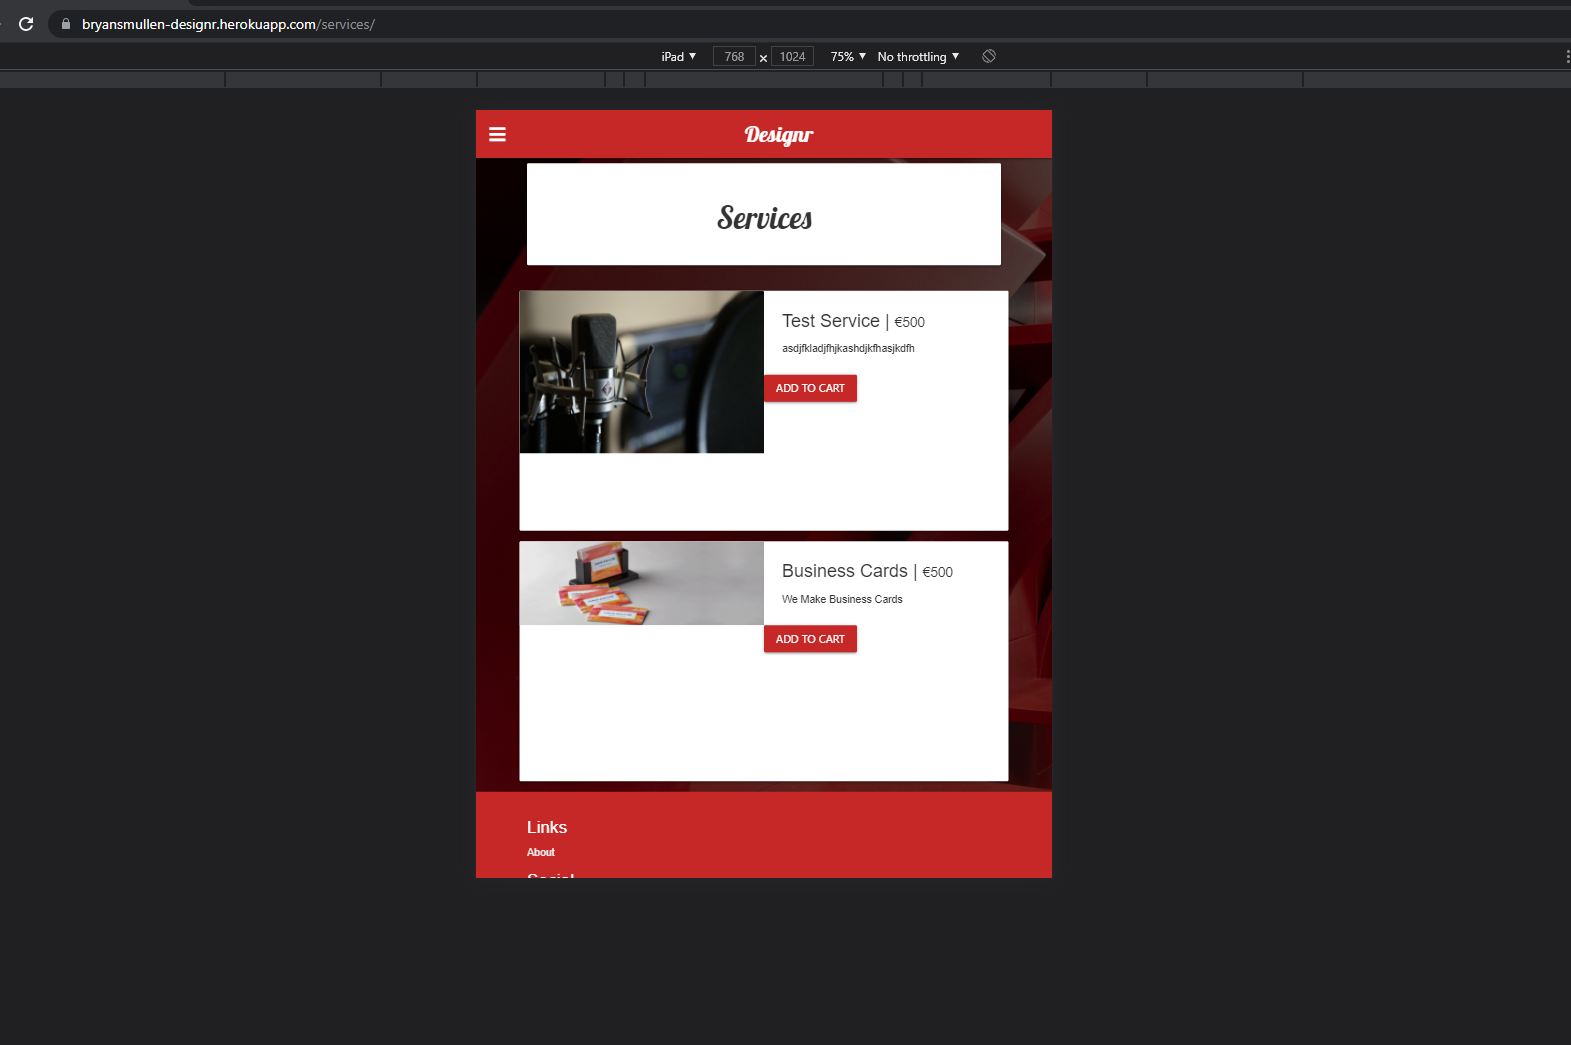 bryansmullen-designr.herokuapp.com/services/
iPad ▼ 768 × 1024 75% ▼ No throttling ▼
Designr
Services
Test Service | €500
asdjfkladjfhjkashdjkfhasjkdfh
ADD TO CART
Business Cards | €500
We Make Business Cards
ADD TO CART
Links
About
Social